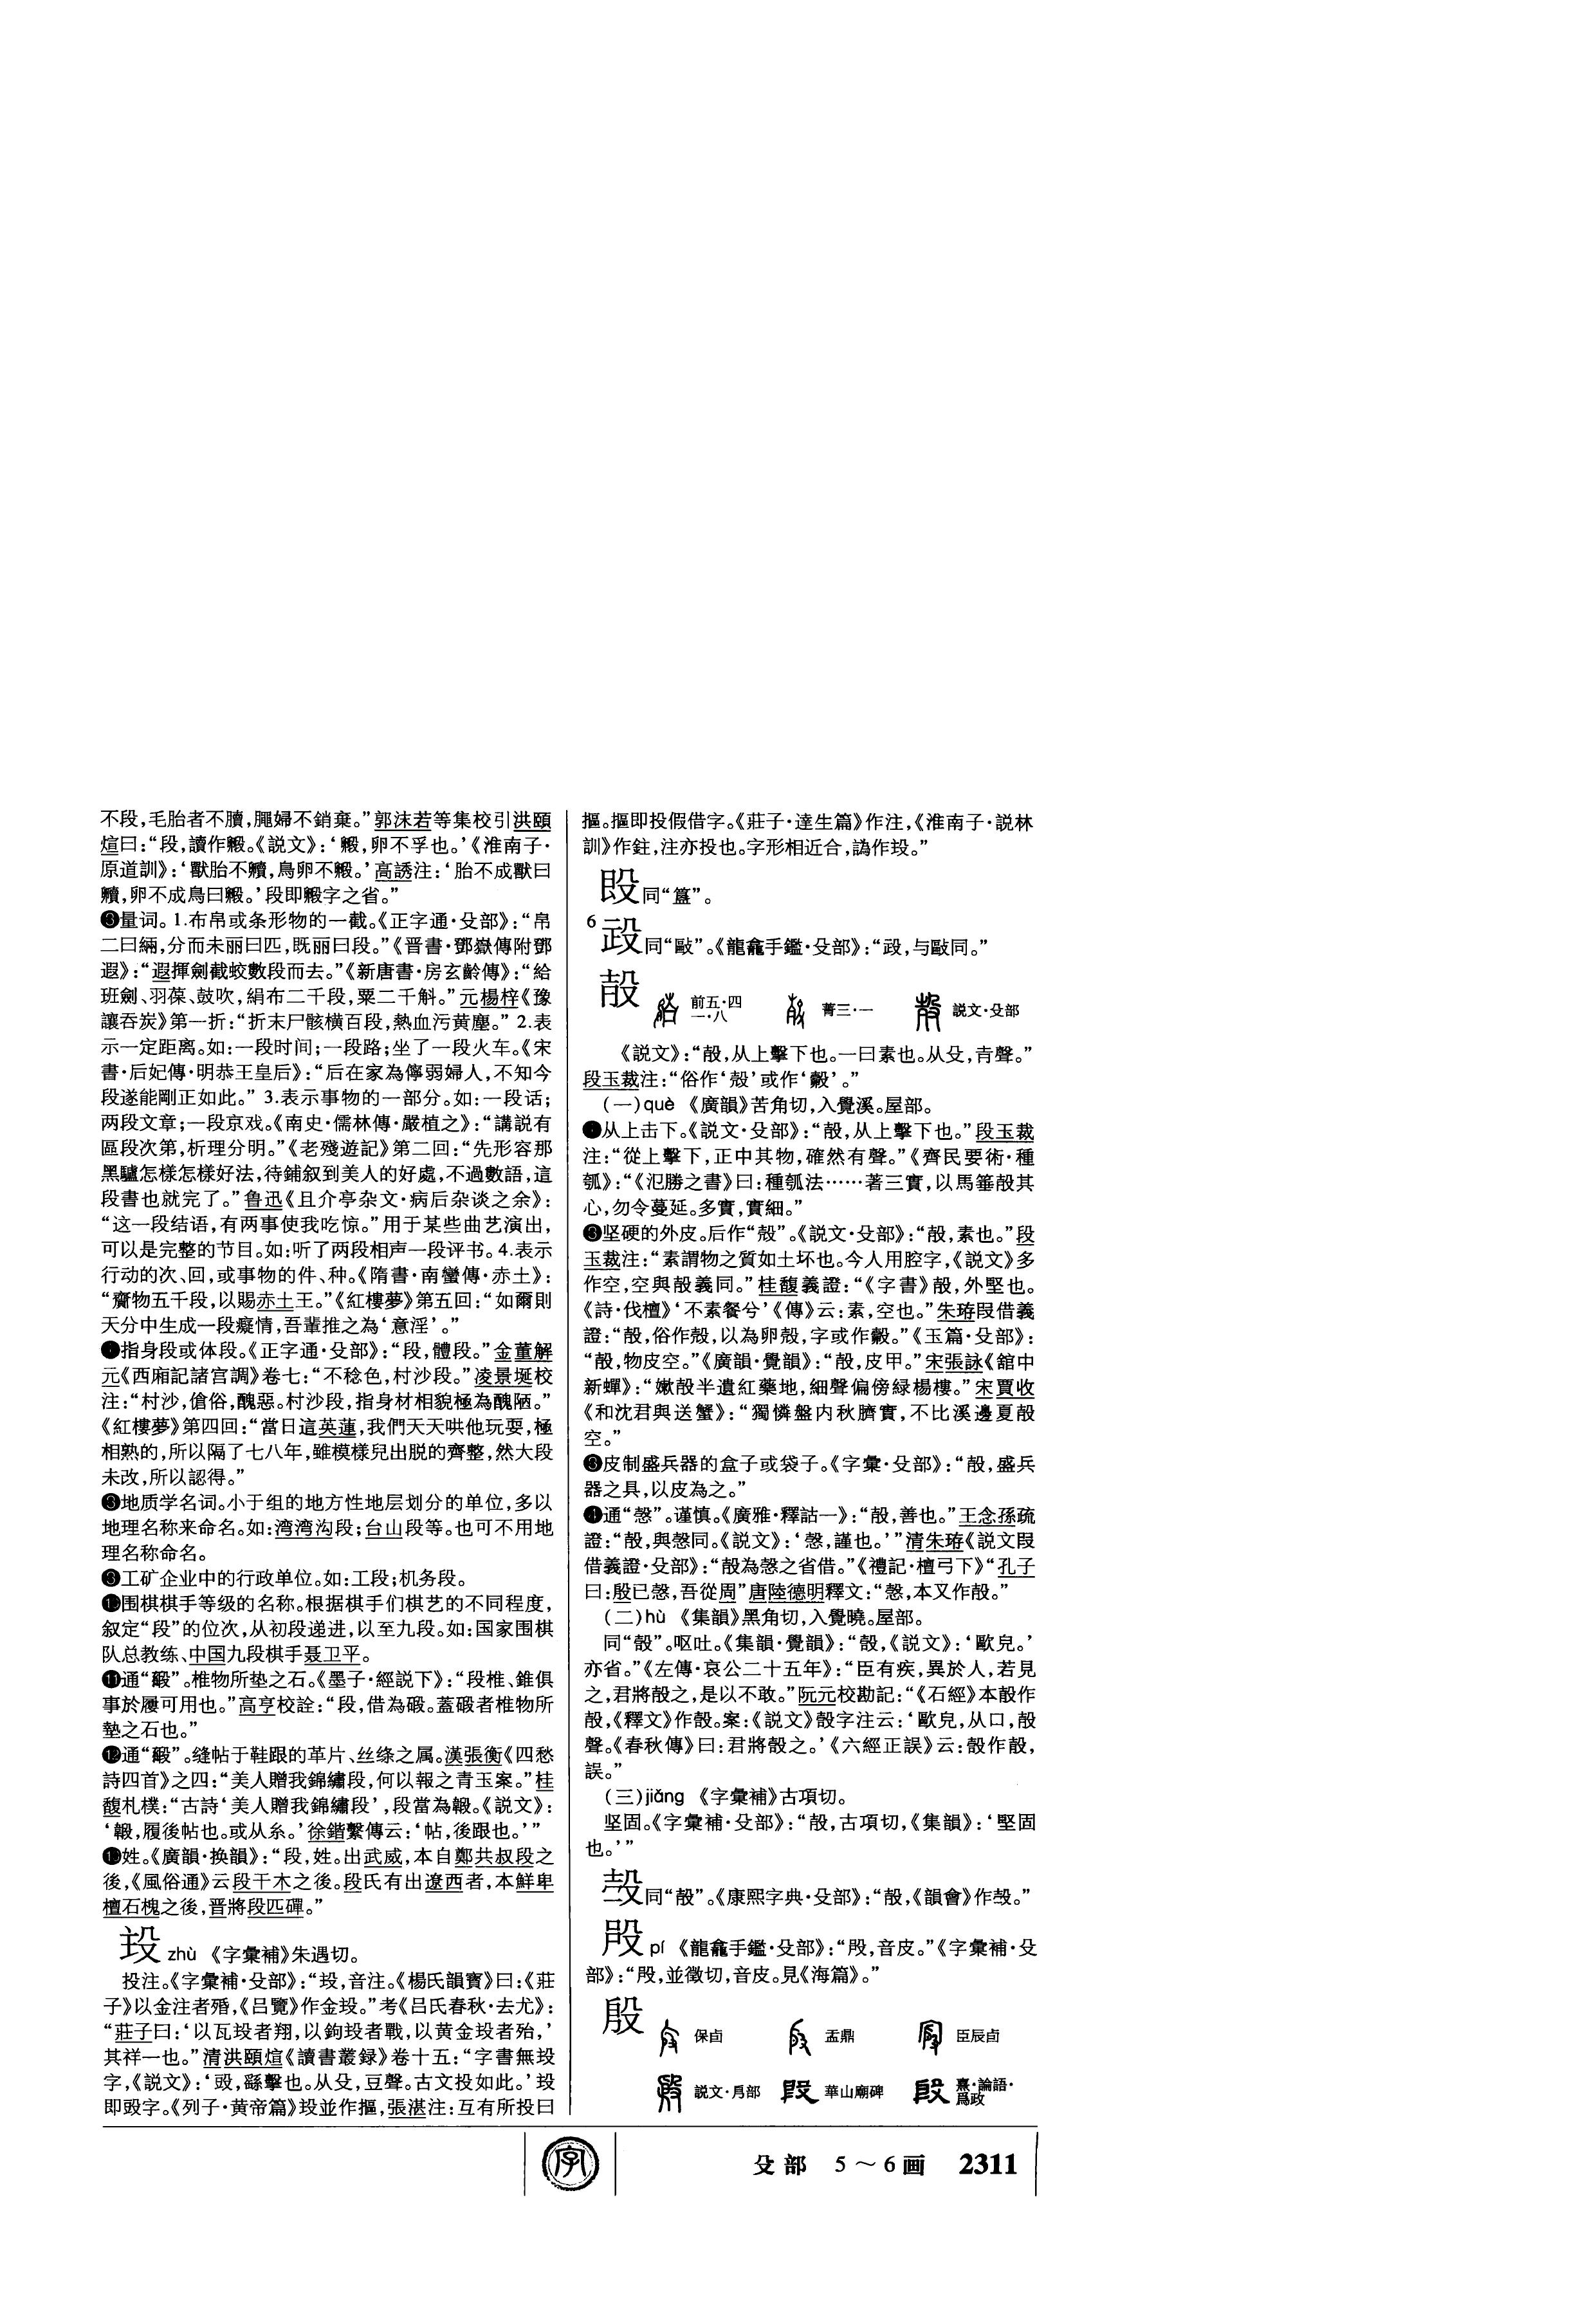 不段，毛胎者不牘，䐉婦不銷棄。”郭沫若等集校引洪頤
煊曰：“段，讀作毈。《説文》：‘毈，卵不孚也。’《淮南子·
原道訓》：‘獸胎不贕，鳥卵不毈。’高誘注：‘胎不成獸曰
贕，卵不成鳥曰毈。’段即毈字之省。”
量词。1.布帛或条形物的一截。《正字通·殳部》：“帛
二曰緉，分而未丽曰匹，既丽曰段。”《晋書·鄧嶽傳附鄧
遐》：“遐揮劍截蛟數段而去。”《新唐書·房玄齡傳》：“給
班劍、羽葆、鼓吹，絹布二千段，粟二千斛。”元楊梓《豫
讓吞炭》第一折：“折末尸骸横百段，熱血污黄塵。”2.表
示一定距离。如：一段时间；一段路；坐了一段火车。《宋
書·后妃傳·明恭王皇后》：“后在家為儜弱婦人，不知今
段遂能剛正如此。”3.表示事物的一部分。如：一段话；
两段文章；一段京戏。《南史·儒林傳·嚴植之》：“講説有
區段次第，析理分明。”《老殘遊記》第二回：“先形容那
黑驢怎樣怎樣好法，待鋪叙到美人的好處，不過數語，這
段書也就完了。”鲁迅《且介亭杂文·病后杂谈之余》：
“这一段结语，有两事使我吃惊。”用于某些曲艺演出，
可以是完整的节目。如：听了两段相声一段评书。4.表示
行动的次、回，或事物的件、种。《隋書·南蠻傳·赤土》：
“齎物五千段，以賜赤土王。”《紅樓夢》第五回：“如爾則
天分中生成一段癡情，吾輩推之為‘意淫’。”
指身段或体段。《正字通·殳部》：“段，體段。”金董解
元《西廂記諸宫調》卷七：“不稔色，村沙段。”凌景埏校
注：“村沙，傖俗，醜惡。村沙段，指身材相貌極為醜陋。”
《紅樓夢》第四回：“當日這英蓮，我們天天哄他玩耍，極
相熟的，所以隔了七八年，雖模樣兒出脱的齊整，然大段
未改，所以認得。”
地质学名词。小于组的地方性地层划分的单位，多以
地理名称来命名。如：湾湾沟段；台山段等。也可不用地
理名称命名。
工矿企业中的行政单位。如：工段；机务段。
围棋棋手等级的名称。根据棋手们棋艺的不同程度，
叙定“段”的位次，从初段递进，以至九段。如：国家围棋
队总教练、中国九段棋手聂卫平。
⓫通“碫”。椎物所垫之石。《墨子·經説下》：“段椎、錐俱
事於履可用也。”高亨校詮：“段，借為碫。蓋碫者椎物所
墊之石也。”
⓬通“緞”。缝帖于鞋跟的革片、丝绦之属。漢張衡《四愁
詩四首》之四：“美人贈我錦繡段，何以報之青玉案。”桂
馥札樸：“古詩‘美人贈我錦繡段’，段當為鞎。《説文》：
‘鞎，履後帖也。或从糸。’徐鍇繫傳云：‘帖，後跟也。’”
姓。《廣韻·换韻》：“段，姓。出武威，本自鄭共叔段之
後，《風俗通》云段干木之後。段氏有出遼西者，本鮮卑
檀石槐之後，晋將段匹磾。”
殶 zhù 《字彙補》朱遇切。
投注。《字彙補·殳部》：“殶，音注。《楊氏韻寶》曰：《莊
子》以金注者殙，《吕覽》作金殶。”考《吕氏春秋·去尤》：
“莊子曰：‘以瓦殶者翔，以鉤殶者戰，以黄金殶者殆，’
其祥一也。”清洪頤煊《讀書叢録》卷十五：“字書無殶
字，《説文》：‘㱏，繇擊也。从殳，豆聲。古文投如此。’殶
即㱏字。《列子·黄帝篇》殶並作摳，張湛注：互有所投曰
摳。摳即投假借字。《莊子·達生篇》作注，《淮南子·説林
訓》作鉒，注亦投也。字形相近合，譌作殶。”
同“簋”。
6
同“毆”。《龍龕手鑑·殳部》：“，與毆同。”
㱿 前五·四一·八 菁三·一 説文·殳部
《説文》：“㱿，从上擊下也。一曰素也。从殳，𡉉聲。”
段玉裁注：“俗作‘殻’或作‘㲉’。”
（一）què 《廣韻》苦角切，入覺溪。屋部。
❶从上击下。《説文·殳部》：“㱿，从上擊下也。”段玉裁
注：“從上擊下，正中其物，確然有聲。”《齊民要術·種
瓠》：“《氾勝之書》曰：種瓠法……著三實，以馬箠㱿其
心，勿令蔓延。多實，實細。”
坚硬的外皮。后作“殻”。《説文·殳部》：“㱿，素也。”段
玉裁注：“素謂物之質如土坏也。今人用腔字，《説文》多
作空，空與㱿義同。”桂馥義證：“《字書》㱿，外堅也。
《詩·伐檀》‘不素餐兮’《傳》云：素，空也。”朱珔叚借義
證：“㱿，俗作殻，以為卵殻，字或作㲉。”《玉篇·殳部》：
“㱿，物皮空。”《廣韻·覺韻》：“㱿，皮甲。”宋張詠《館中
新蟬》：“嫩㱿半遺紅藥地，細聲偏傍緑楊樓。”宋賈收
《和沈君與送蟹》：“獨憐盤内秋臍實，不比溪邊夏㱿
空。”
❸皮制盛兵器的盒子或袋子。《字彙·殳部》：“㱿，盛兵
器之具，以皮為之。”
❹通“愨”。谨慎。《廣雅·釋詁一》：“㱿，善也。”王念孫疏
證：“㱿，與愨同。《説文》：‘愨，謹也。’”清朱珔《説文叚
借義證·殳部》：“㱿為愨之省借。”《禮記·檀弓下》“孔子
曰：殷已愨，吾從周”唐陸德明釋文：“愨，本又作㱿。”
（二）hù 《集韻》黑角切，入覺曉。屋部。
同“嗀”。呕吐。《集韻·覺韻》：“嗀，《説文》：‘歐皃。’
亦省。”《左傳·哀公二十五年》：“臣有疾，異於人，若見
之，君將㱿之，是以不敢。”阮元校勘記：“《石經》本嗀作
㱿，《釋文》作嗀。案：《説文》嗀字注云：‘歐皃，从口，㱿
聲。《春秋傳》曰：君將嗀之。’《六經正誤》云：嗀作㱿，
誤。”
（三）jiǎng 《字彙補》古項切。
坚固。《字彙補·殳部》：“㱿，古項切，《集韻》：‘堅固
也。’”
同“㱿”。《康熙字典·殳部》：“㱿，《韻會》作。”
pí 《龍龕手鑑·殳部》：“，音皮。”《字彙補·殳
部》：“，並徵切，音皮。見《海篇》。”
殷 保卣 盂鼎 臣辰卣
説文·㐆部 華山廟碑 熹·論語·爲政
字
殳部 5～6画 2311